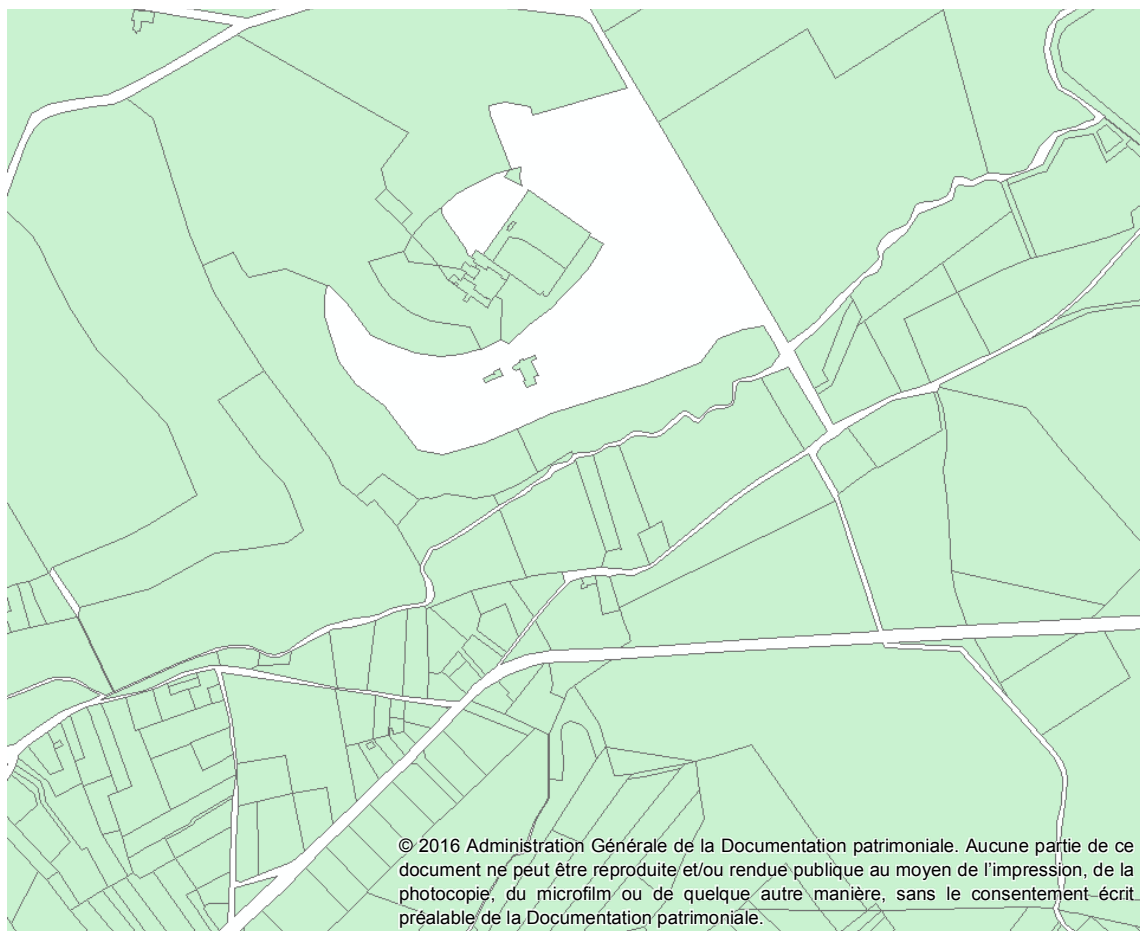 © 2016 Administration Générale de la Documentation patrimoniale. Aucune partie de ce
document ne peut être reproduite et/ou rendue publique au moyen de l'impression, de la
photocopie, du microfilm ou de quelque autre manière, sans le consentement écrit
préalable de la Documentation patrimoniale.